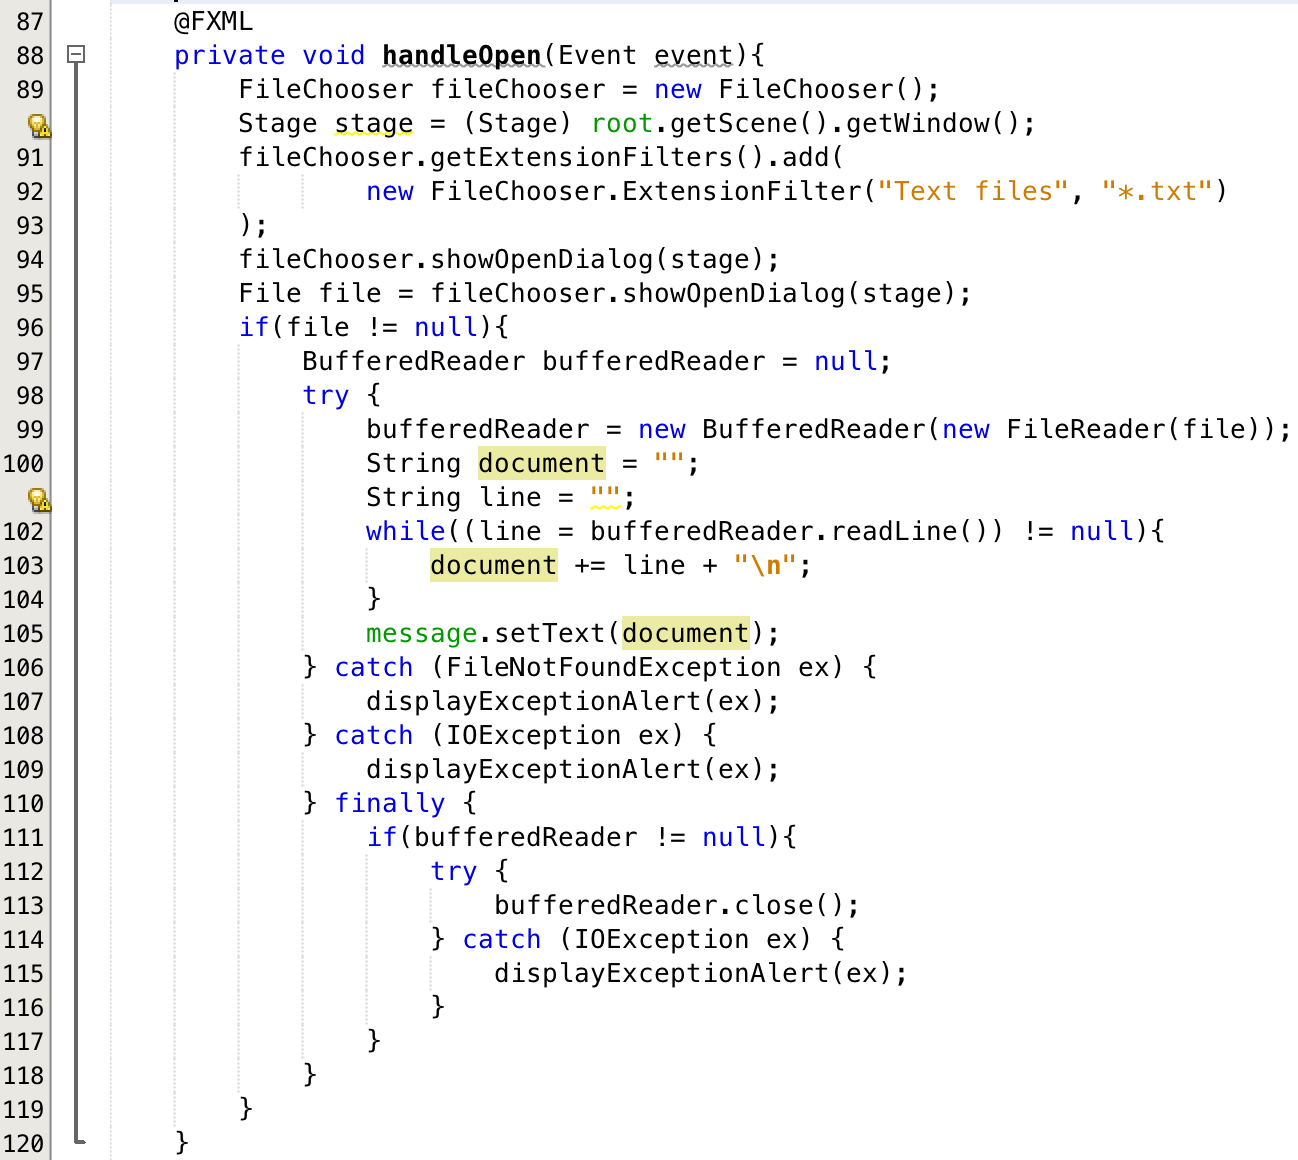 87 @FXML
88 private void handleOpen(Event event){
89 FileChooser fileChooser = new FileChooser();
Stage stage = (Stage) root.getScene().getWindow();
91 fileChooser.getExtensionFilters().add(
92 new FileChooser.ExtensionFilter("Text files", "*.txt")
93 );
94 fileChooser.showOpenDialog(stage);
95 File file = fileChooser.showOpenDialog(stage);
96 if(file != null){
97 BufferedReader bufferedReader = null;
98 try {
99 bufferedReader = new BufferedReader(new FileReader(file));
100 String document = "";
String line = "";
102 while((line = bufferedReader.readLine()) != null){
103 document += line + "\n";
104 }
105 message.setText(document);
106 } catch (FileNotFoundException ex) {
107 displayExceptionAlert(ex);
108 } catch (IOException ex) {
109 displayExceptionAlert(ex);
110 } finally {
111 if(bufferedReader != null){
112 try {
113 bufferedReader.close();
114 } catch (IOException ex) {
115 displayExceptionAlert(ex);
116 }
117 }
118 }
119 }
120 }